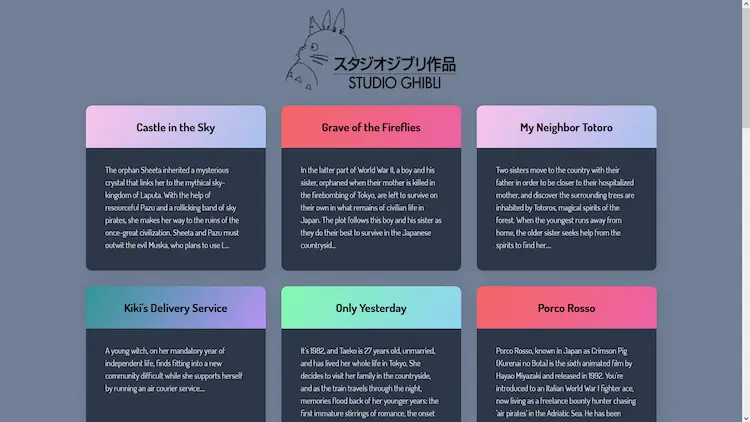 スタジオジブリ作品
STUDIO GHIBLI
Castle in the Sky
The orphan Sheeta inherited a mysterious
crystal that links her to the mythical sky-
kingdom of Laputa. With the help of
resourceful Pazu and a rollicking band of sky
pirates, she makes her way to the ruins of the
once-great civilization. Sheeta and Pazu must
outwit the evil Muska, who plans to use L...
Grave of the Fireflies
In the latter part of World War II, a boy and his
sister, orphaned when their mother is killed in
the firebombing of Tokyo, are left to survive on
their own in what remains of civilian life in
Japan. The plot follows this boy and his sister as
they do their best to survive in the Japanese
countrysid...
My Neighbor Totoro
Two sisters move to the country with their
father in order to be closer to their hospitalized
mother, and discover the surrounding trees are
inhabited by Totoros, magical spirits of the
forest. When the youngest runs away from
home, the older sister seeks help from the
spirits to find her....
Kiki's Delivery Service
A young witch, on her mandatory year of
independent life, finds fitting into a new
community difficult while she supports herself
by running an air courier service....
Only Yesterday
It's 1982, and Taeko is 27 years old, unmarried,
and has lived her whole life in Tokyo. She
decides to visit her family in the countryside,
and as the train travels through the night,
memories flood back of her younger years: the
first immature stirrings of romance, the onset
Porco Rosso
Porco Rosso, known in Japan as Crimson Pig
(Kurenai no Buta) is the sixth animated film by
Hayao Miyazaki and released in 1992. You're
introduced to an Italian World War I fighter ace,
now living as a freelance bounty hunter chasing
'air pirates' in the Adriatic Sea. He has been